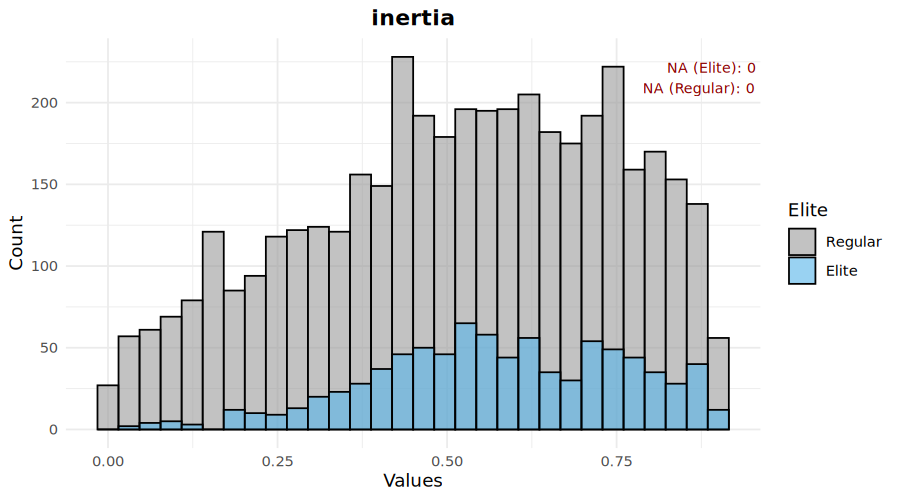 inertia
NA (Elite): 0
NA (Regular): 0
200
150
100
50
0
Count
0.00
0.25
0.50
0.75
Values
Elite
Regular
Elite